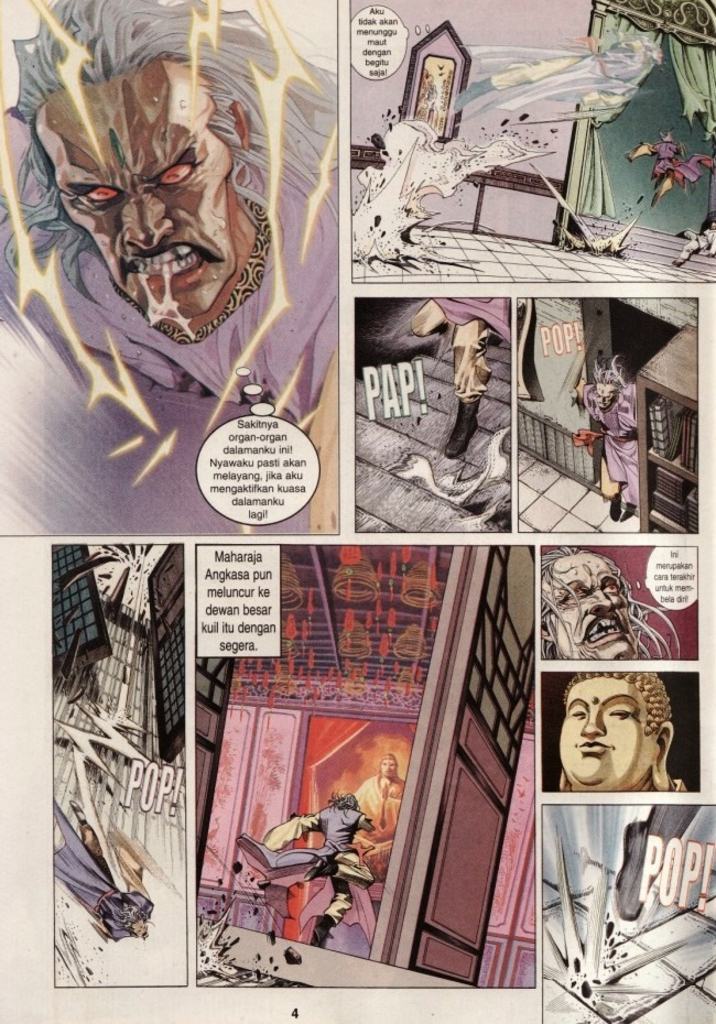 Aku
tidak akan
menunggu
maut
dengan
begitu
saja!
Sakitnya
organ-organ
dalamanku ini!
Nyawaku pasti akan
melayang, jika aku
mengaktifkan kuasa
dalamanku
lagi!
PAP!
POP!
POP!
Maharaja
Angkasa pun
meluncur ke
dewan besar
kuil itu dengan
segera.
Ini
merupakan
cara terakhir
untuk mem-
bela diri!
POP!
4